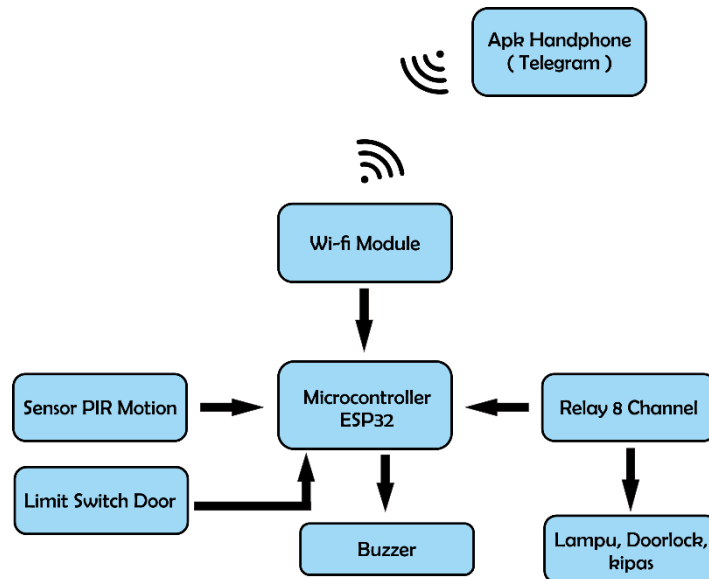 Apk Handphone
( Telegram )
Wi-fi Module
Sensor PIR Motion
Microcontroller
ESP32
Relay 8 Channel
Limit Switch Door
Buzzer
Lampu, Doorlock,
kipas